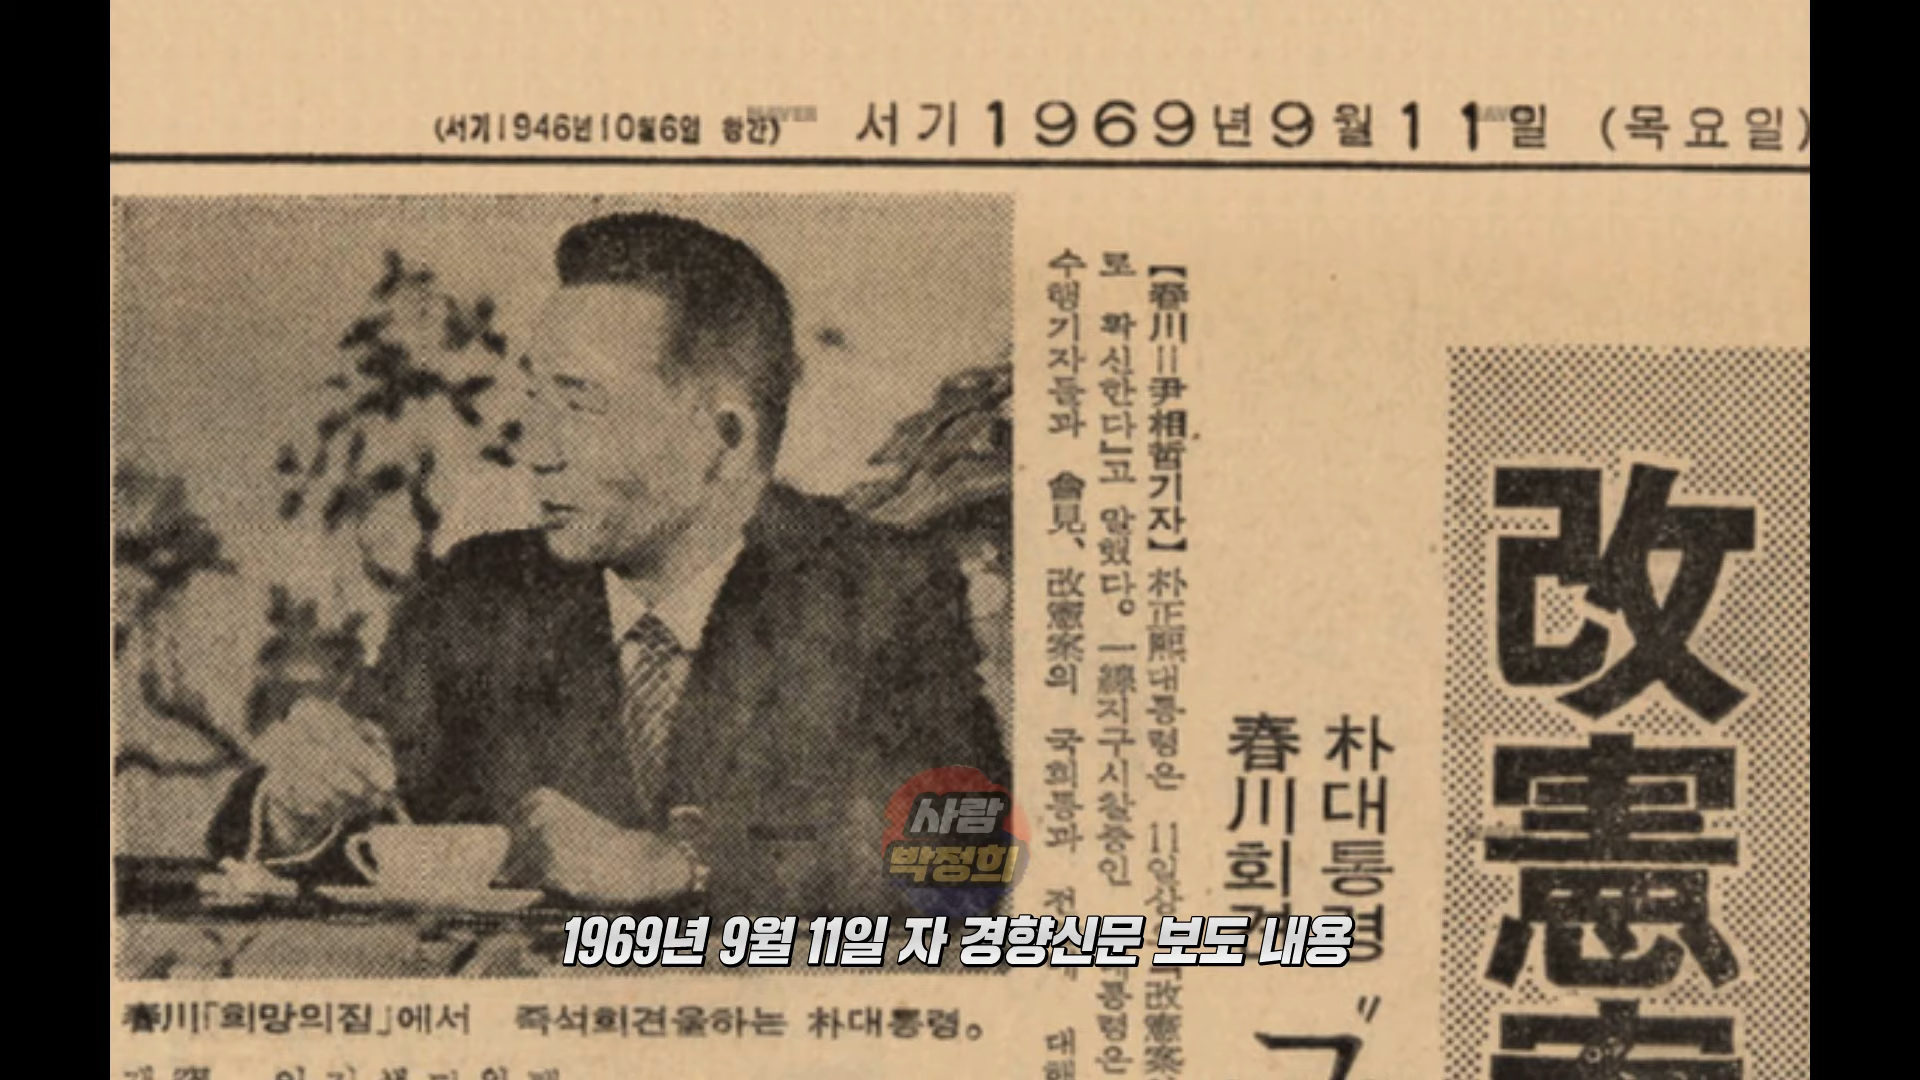 (서기1946년10월6일 창간)
서기1969년9월11일 (목요일)
改憲
朴대통령
春川회
【春川=尹相哲기자】朴正熙대통령은 11일상
로 확신한다」고 말했다。一線지구시찰중인
수행기자들과 會見、改憲案의 국회통과
사람
박정희
1969년 9월 11일 자 경향신문 보도 내용
春川「희망의집」에서 즉석회견을하는 朴대통령。